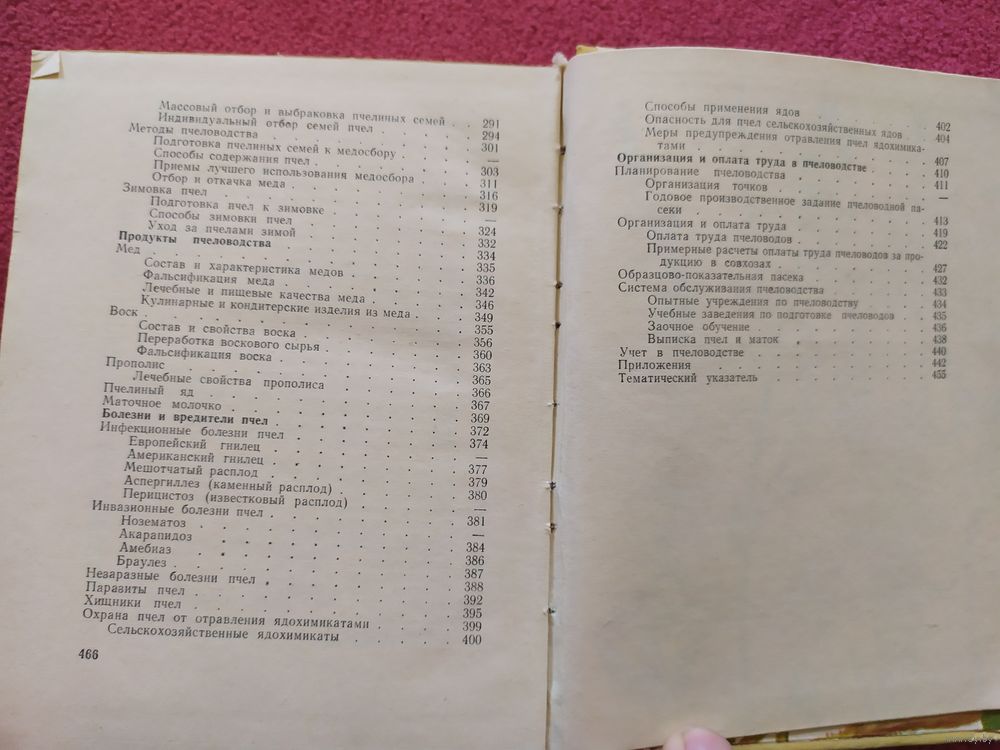 Массовый отбор и выбраковка пчелиных семей . . 291
Индивидуальный отбор семей пчел . . . 294
Методы пчеловодства . . . 301
Подготовка пчелиных семей к медосбору . . . —
Способы содержания пчел . . . 303
Приемы лучшего использования медосбора . . . 311
Отбор и откачка меда . . . 316
Зимовка пчел . . . 319
Подготовка пчел к зимовке . . . —
Способы зимовки пчел . . . 324
Уход за пчелами зимой . . . 332
Продукты пчеловодства . . . 334
Мед . . . 335
Состав и характеристика медов . . . 336
Фальсификация меда . . . 342
Лечебные и пищевые качества меда . . . 346
Кулинарные и кондитерские изделия из меда . . . 349
Воск . . . 355
Состав и свойства воска . . . 356
Переработка воскового сырья . . . 360
Фальсификация воска . . . 363
Прополис . . . 365
Лечебные свойства прополиса . . . 366
Пчелиный яд . . . 367
Маточное молочко . . . 369
Болезни и вредители пчел . . . 372
Инфекционные болезни пчел . . . 374
Европейский гнилец . . . —
Американский гнилец . . . 377
Мешотчатый расплод . . . 379
Аспергиллез (каменный расплод) . . . 380
Перицистоз (известковый расплод) . . . —
Инвазионные болезни пчел . . . 381
Нозематоз . . . —
Акарапидоз . . . 384
Амебиаз . . . 386
Браулез . . . 387
Незаразные болезни пчел . . . 388
Паразиты пчел . . . 392
Хищники пчел . . . 395
Охрана пчел от отравления ядохимикатами . . . 399
Сельскохозяйственные ядохимикаты . . . 400
466
Способы применения ядов . . . 402
Опасность для пчел сельскохозяйственных ядов . . 404
Меры предупреждения отравления пчел ядохимика-
тами . . . 407
Организация и оплата труда в пчеловодстве . . . 410
Планирование пчеловодства . . . 411
Организация точков . . . —
Годовое производственное задание пчеловодной па-
секи . . . 413
Организация и оплата труда . . . 419
Оплата труда пчеловодов . . . 422
Примерные расчеты оплаты труда пчеловодов за про-
дукцию в совхозах . . . 427
Образцово-показательная пасека . . . 432
Система обслуживания пчеловодства . . . 433
Опытные учреждения по пчеловодству . . . 434
Учебные заведения по подготовке пчеловодов . . 435
Заочное обучение . . . 436
Выписка пчел и маток . . . 438
Учет в пчеловодстве . . . 440
Приложения . . . 442
Тематический указатель . . . 455